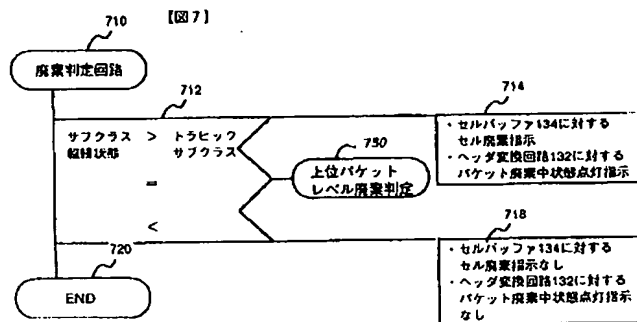 【図7】
710
廃棄判定回路
712
サブクラス > トラヒック
輻輳状態 サブクラス
=
<
750
上位パケット
レベル廃棄判定
714
・セルバッファ134に対する
セル廃棄指示
・ヘッダ変換回路132に対する
パケット廃棄中状態点灯指示
718
・セルバッファ134に対する
セル廃棄指示なし
・ヘッダ変換回路132に対する
パケット廃棄中状態点灯指示
なし
720
END